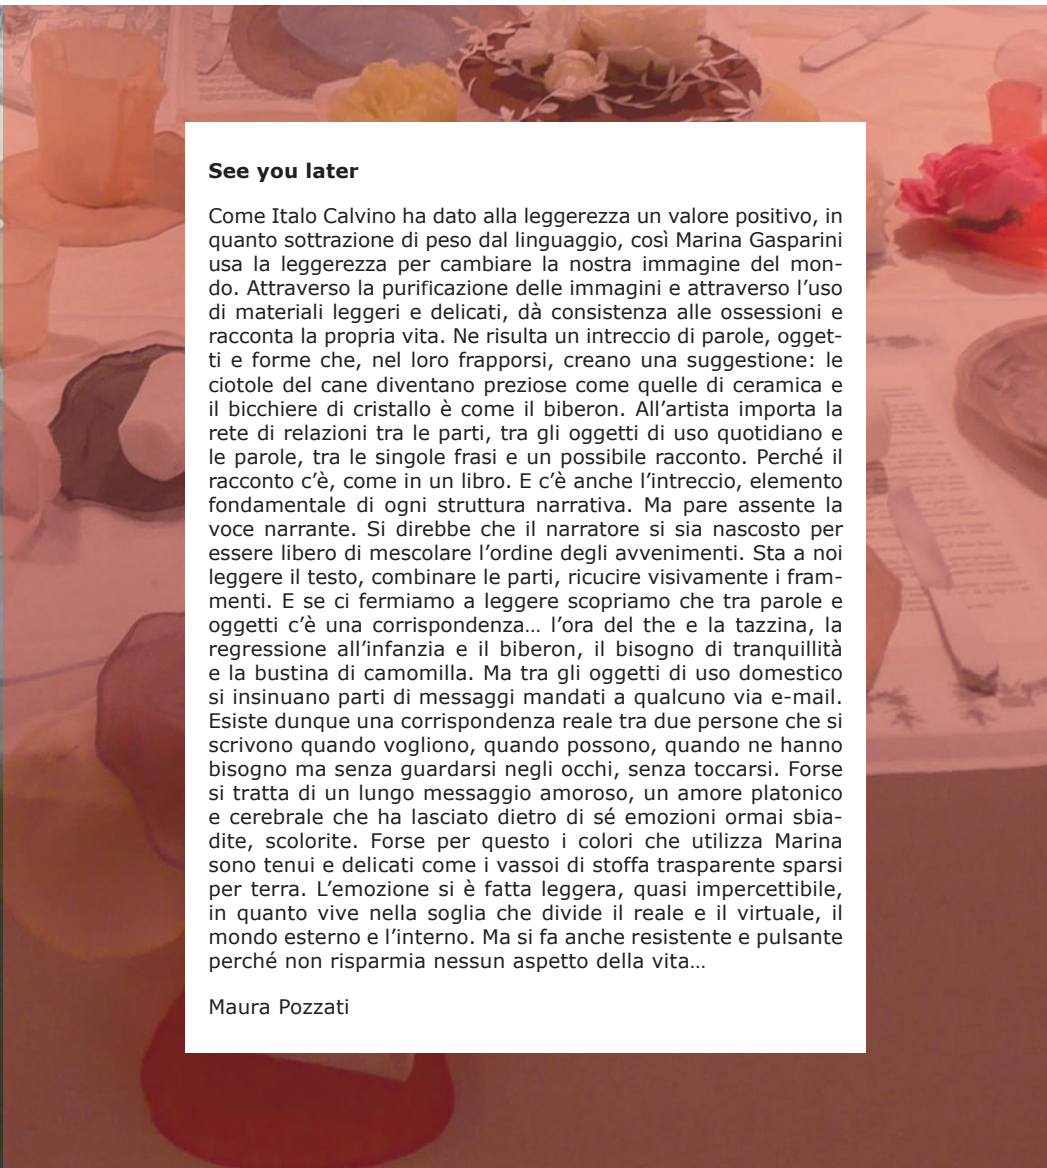 See you later
Come Italo Calvino ha dato alla leggerezza un valore positivo, in
quanto sottrazione di peso dal linguaggio, così Marina Gasparini
usa la leggerezza per cambiare la nostra immagine del mon-
do. Attraverso la purificazione delle immagini e attraverso l’uso
di materiali leggeri e delicati, dà consistenza alle ossessioni e
racconta la propria vita. Ne risulta un intreccio di parole, ogget-
ti e forme che, nel loro frapporsi, creano una suggestione: le
ciotole del cane diventano preziose come quelle di ceramica e
il bicchiere di cristallo è come il biberon. All’artista importa la
rete di relazioni tra le parti, tra gli oggetti di uso quotidiano e
le parole, tra le singole frasi e un possibile racconto. Perché il
racconto c’è, come in un libro. E c’è anche l’intreccio, elemento
fondamentale di ogni struttura narrativa. Ma pare assente la
voce narrante. Si direbbe che il narratore si sia nascosto per
essere libero di mescolare l’ordine degli avvenimenti. Sta a noi
leggere il testo, combinare le parti, ricucire visivamente i fram-
menti. E se ci fermiamo a leggere scopriamo che tra parole e
oggetti c’è una corrispondenza… l’ora del the e la tazzina, la
regressione all’infanzia e il biberon, il bisogno di tranquillità
e la bustina di camomilla. Ma tra gli oggetti di uso domestico
si insinuano parti di messaggi mandati a qualcuno via e-mail.
Esiste dunque una corrispondenza reale tra due persone che si
scrivono quando vogliono, quando possono, quando ne hanno
bisogno ma senza guardarsi negli occhi, senza toccarsi. Forse
si tratta di un lungo messaggio amoroso, un amore platonico
e cerebrale che ha lasciato dietro di sé emozioni ormai sbia-
dite, scolorite. Forse per questo i colori che utilizza Marina
sono tenui e delicati come i vassoi di stoffa trasparente sparsi
per terra. L’emozione si è fatta leggera, quasi impercettibile,
in quanto vive nella soglia che divide il reale e il virtuale, il
mondo esterno e l’interno. Ma si fa anche resistente e pulsante
perché non risparmia nessun aspetto della vita…
Maura Pozzati